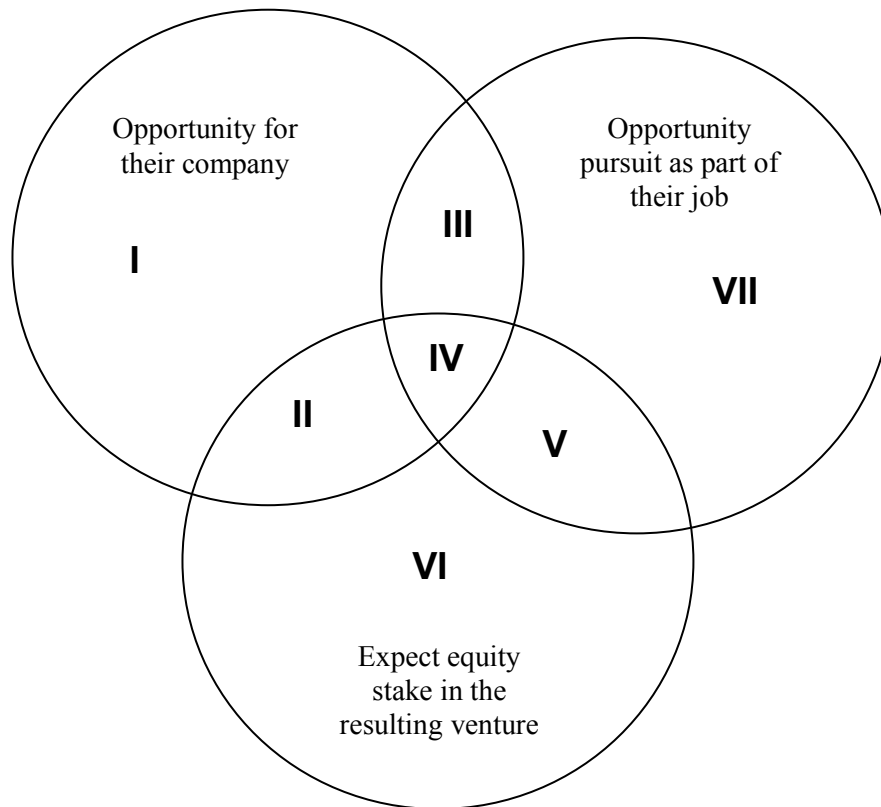 Opportunity for
their company
Opportunity
pursuit as part of
their job
III
I
VII
IV
II
V
VI
Expect equity
stake in the
resulting venture